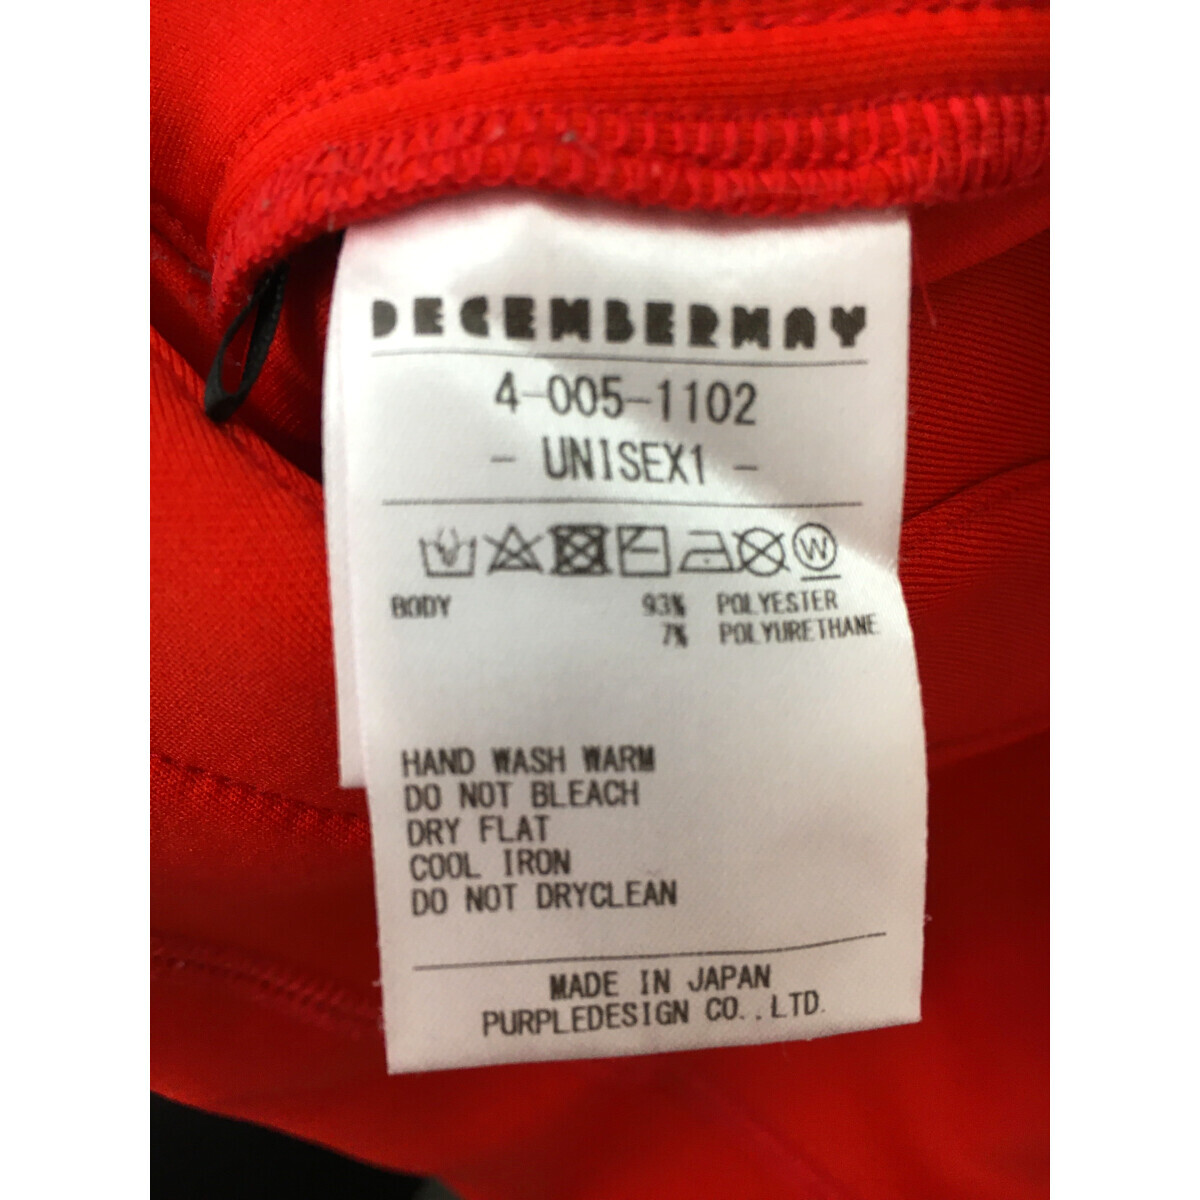 DECEMBERMAY
4-005-1102
- UNISEX1 -
W
BODY 93% POLYESTER
7% POLYURETHANE
HAND WASH WARM
DO NOT BLEACH
DRY FLAT
COOL IRON
DO NOT DRYCLEAN
MADE IN JAPAN
PURPLEDESIGN CO.,LTD.